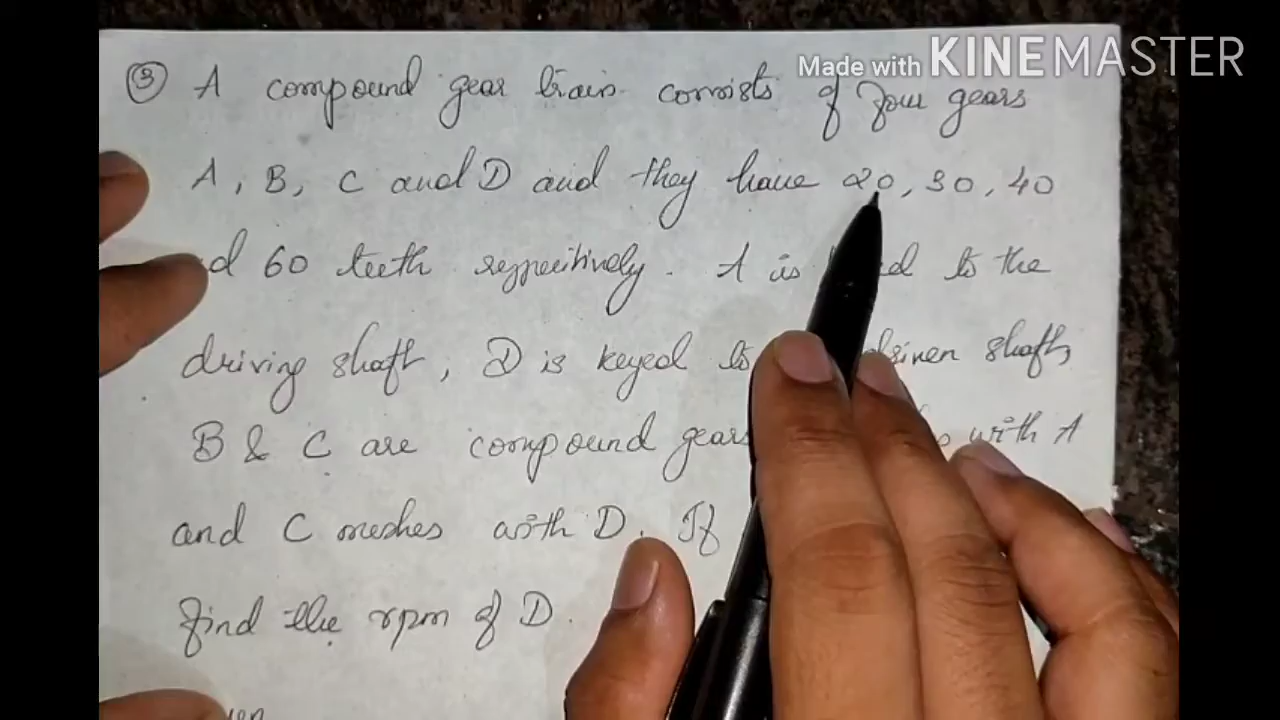 Made with KINEMASTER
③ A compound gear train consists of four gears
A, B, C and D and they have 20, 30, 40
60 teeth respectively. A is to the
driving shaft, D is keyed to driven shaft,
B & C are compound gears with A
and C meshes with D. If
find the rpm of D.